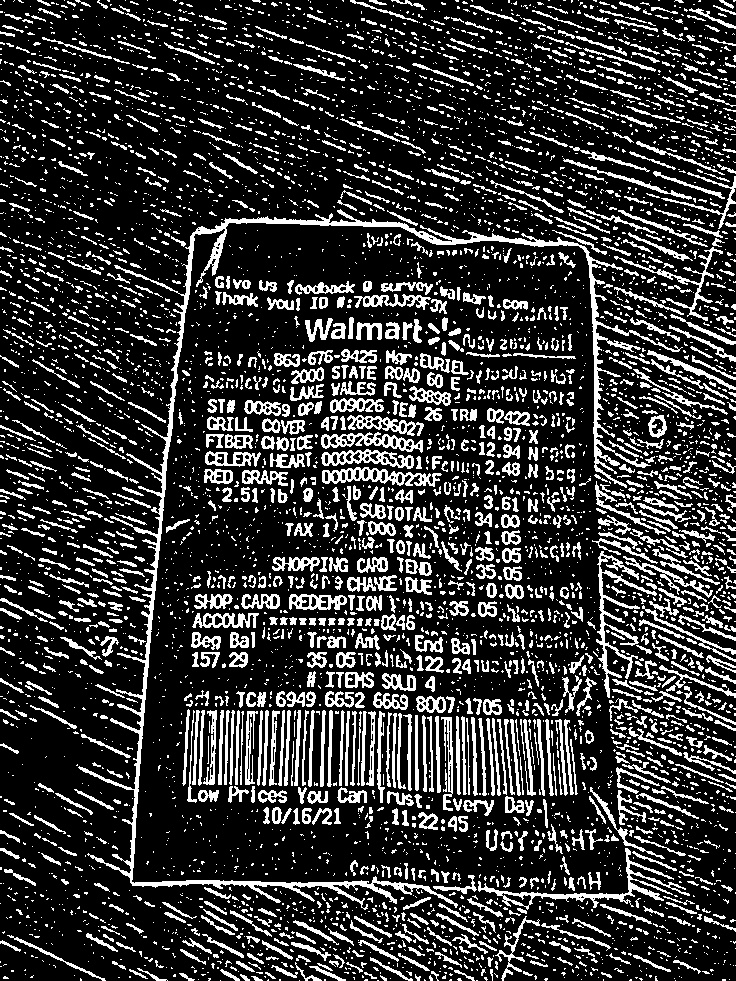 Give us feedback @ survey.walmart.com
Thank you! ID #:7QDRJJ99F3X
Walmart
863-676-9425 Mgr:EURIEL
2000 STATE ROAD 60 E
LAKE WALES FL 33898
ST# 00859 OP# 009026 TE# 26 TR# 02422
GRILL COVER 471288396027 14.97 X
FIBER CHOICE 036926600094 12.94 N
CELERY HEART 003338365301 F 2.48 N
RED GRAPE 000000004023KF
2.51 lb @ 1 lb /1.44 3.61 N
SUBTOTAL 34.00
TAX 1 7.000 % 1.05
TOTAL 35.05
SHOPPING CARD TEND 35.05
CHANGE DUE 0.00
SHOP.CARD REDEMPTION 35.05
ACCOUNT ************0246
Beg Bal Tran Amt End Bal
157.29 -35.05 122.24
# ITEMS SOLD 4
TC# 6949 6652 6669 8007 1705
Low Prices You Can Trust. Every Day.
10/16/21 11:22:45